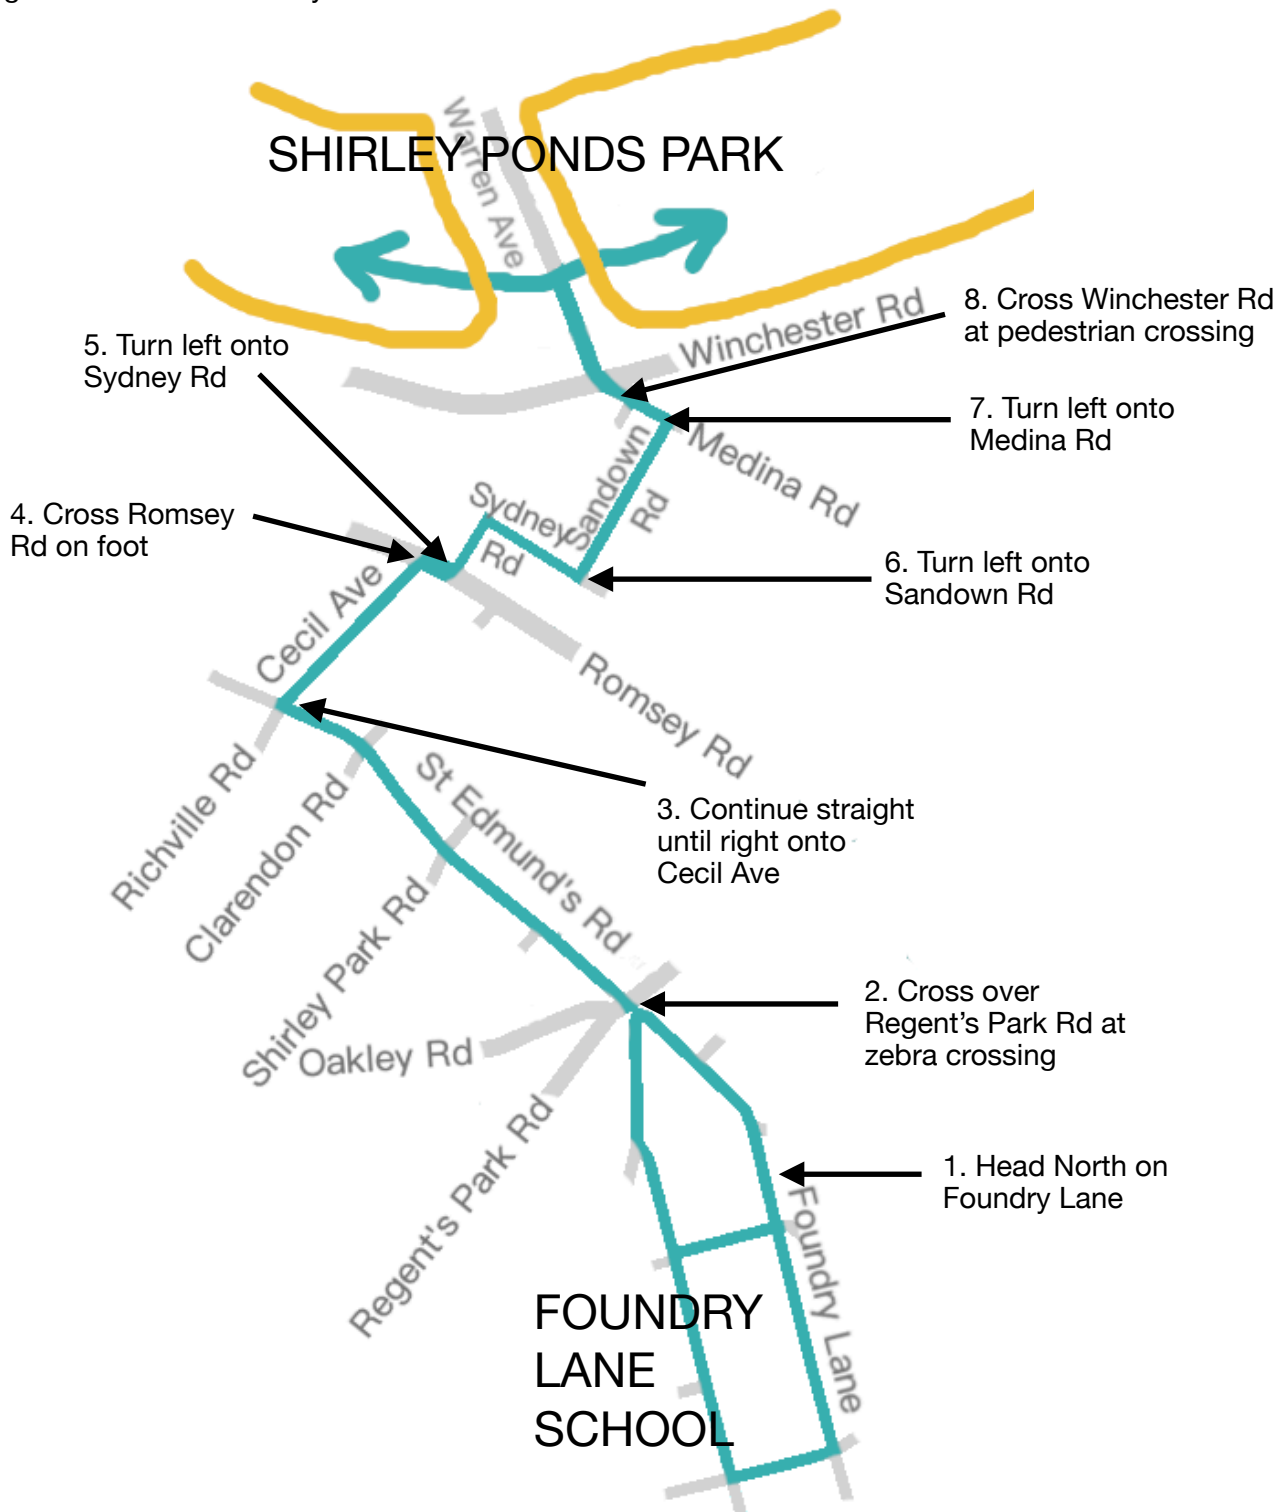 Warren Ave
SHIRLEY PONDS PARK
8. Cross Winchester Rd
at pedestrian crossing
Winchester Rd
5. Turn left onto
Sydney Rd
7. Turn left onto
Medina Rd
Medina Rd
Sandown
Rd
Sydney
Rd
4. Cross Romsey
Rd on foot
6. Turn left onto
Sandown Rd
Cecil Ave
Romsey Rd
Richville Rd
Clarendon Rd
St Edmund's Rd
3. Continue straight
until right onto
Cecil Ave
Shirley Park Rd
Oakley Rd
2. Cross over
Regent’s Park Rd at
zebra crossing
Regent's Park Rd
1. Head North on
Foundry Lane
Foundry Lane
FOUNDRY
LANE
SCHOOL